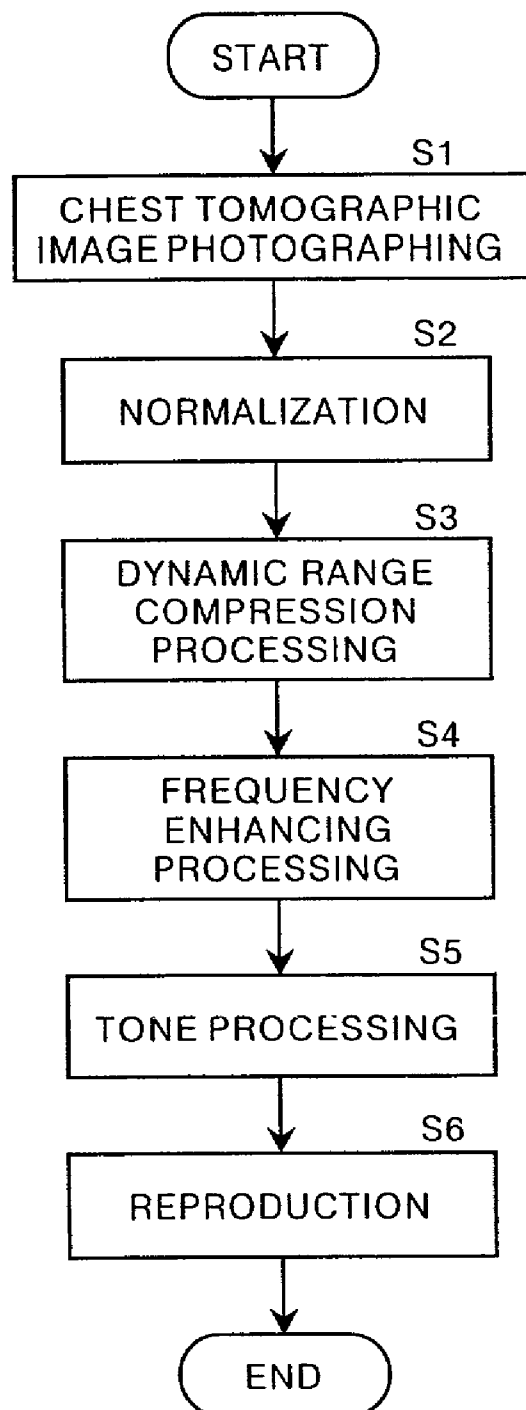 START
S1
CHEST TOMOGRAPHIC
IMAGE PHOTOGRAPHING
S2
NORMALIZATION
S3
DYNAMIC RANGE
COMPRESSION
PROCESSING
S4
FREQUENCY
ENHANCING
PROCESSING
S5
TONE PROCESSING
S6
REPRODUCTION
END